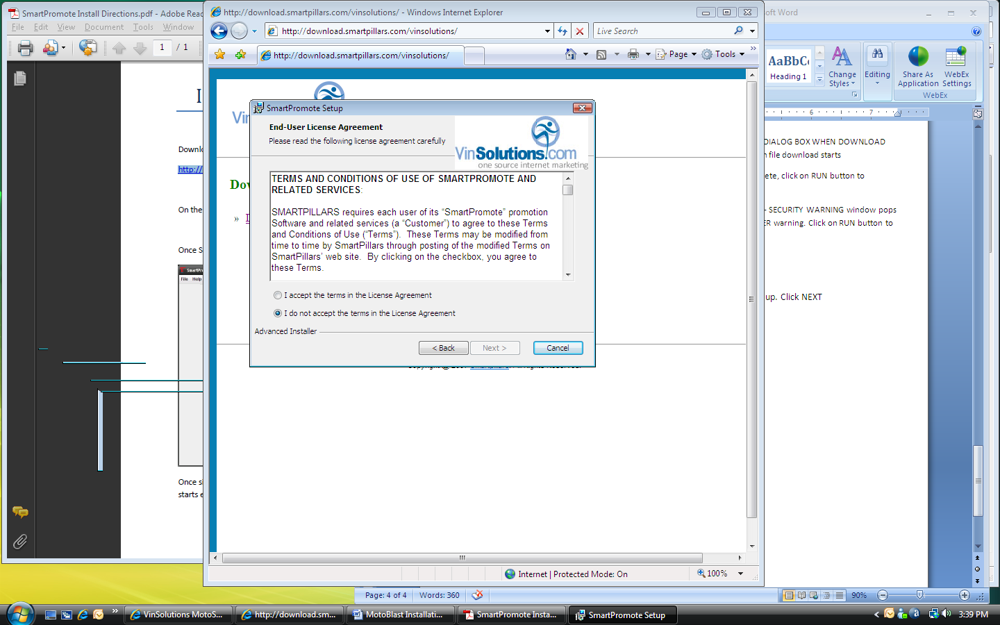 SmartPromote Install Directions.pdf - Adobe Read
File Edit View Document Tools Window
1 / 1
Downlo
http://
On the
Once S
SmartPro
File Help
Once s
starts e
http://download.smartpillars.com/vinsolutions/ - Windows Internet Explorer
http://download.smartpillars.com/vinsolutions/
Live Search
http://download.smartpillars.com/vinsolutions/
Page Tools
Vin
Dov
» I
SmartPromote Setup
End-User License Agreement
Please read the following license agreement carefully
VinSolutions.com
one source internet marketing
TERMS AND CONDITIONS OF USE OF SMARTPROMOTE AND
RELATED SERVICES:
SMARTPILLARS requires each user of its “SmartPromote” promotion
Software and related services (a “Customer”) to agree to these Terms
and Conditions of Use (“Terms”). These Terms may be modified from
time to time by SmartPillars through posting of the modified Terms on
SmartPillars’ web site. By clicking on the checkbox, you agree to
these Terms.
I accept the terms in the License Agreement
I do not accept the terms in the License Agreement
Advanced Installer
< Back Next > Cancel
Internet | Protected Mode: On
100%
soft Word
AaBbC
Heading 1
Change
Styles
Editing
Share As
Application
WebEx
Settings
WebEx
6 7
DIALOG BOX WHEN DOWNLOAD
n file download starts
ete, click on RUN button to
- SECURITY WARNING window pops
ER warning. Click on RUN button to
up. Click NEXT
Page: 4 of 4 Words: 360
90%
VinSolutions MotoS...
http://download.sm...
MotoBlast Installati...
SmartPromote Insta...
SmartPromote Setup
3:39 PM